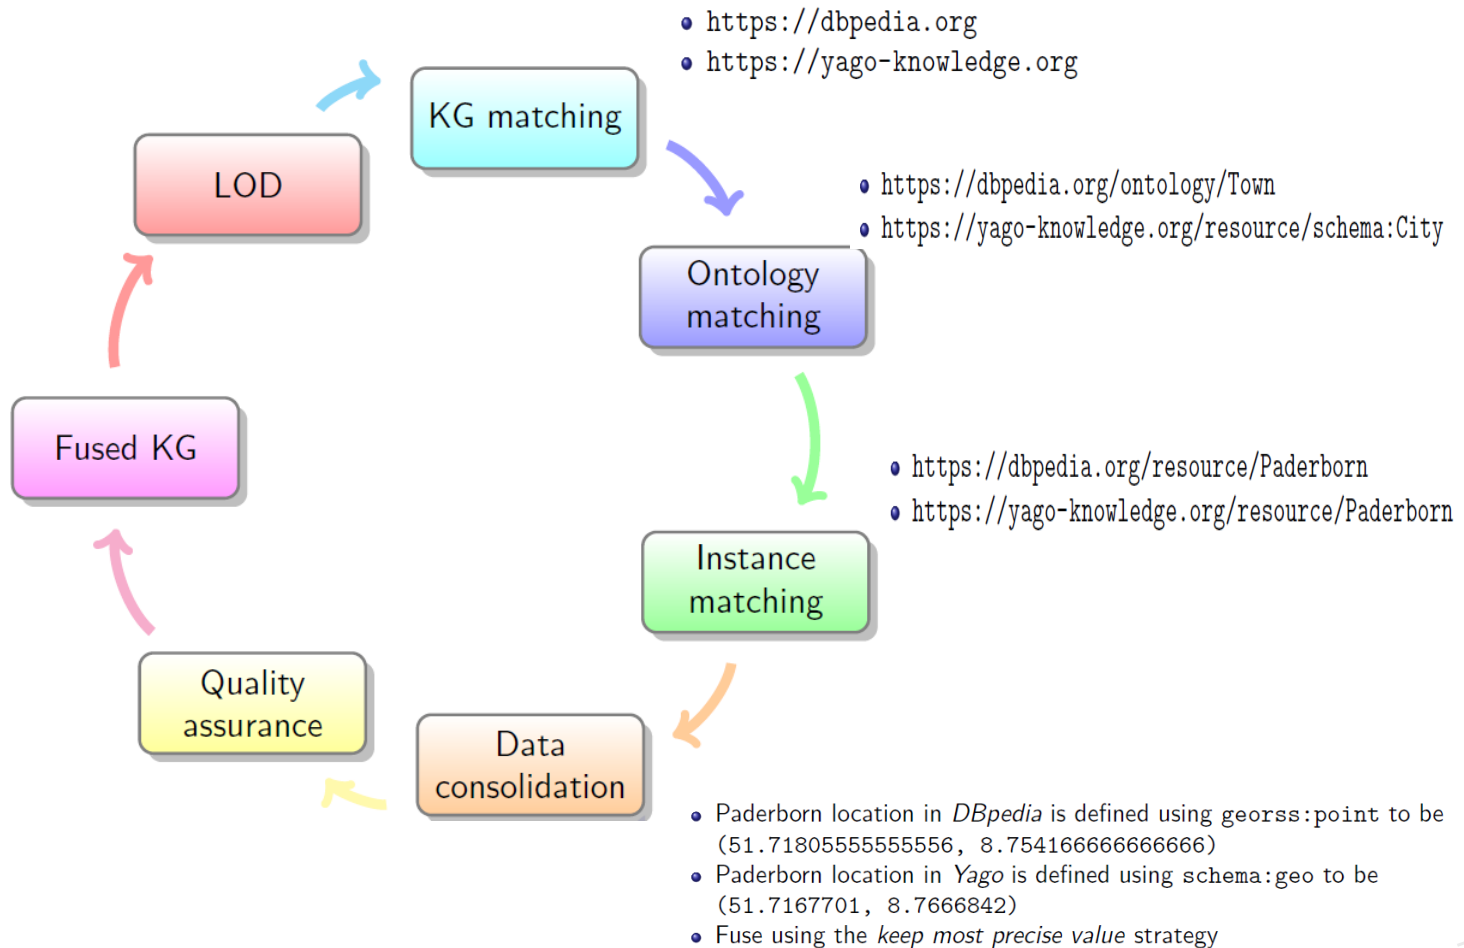 • https://dbpedia.org
• https://yago-knowledge.org
KG matching
LOD
• https://dbpedia.org/ontology/Town
• https://yago-knowledge.org/resource/schema:City
Ontology
matching
Fused KG
• https://dbpedia.org/resource/Paderborn
• https://yago-knowledge.org/resource/Paderborn
Instance
matching
Quality
assurance
Data
consolidation
• Paderborn location in DBpedia is defined using georss:point to be
(51.71805555555556, 8.754166666666666)
• Paderborn location in Yago is defined using schema:geo to be
(51.7167701, 8.7666842)
• Fuse using the keep most precise value strategy